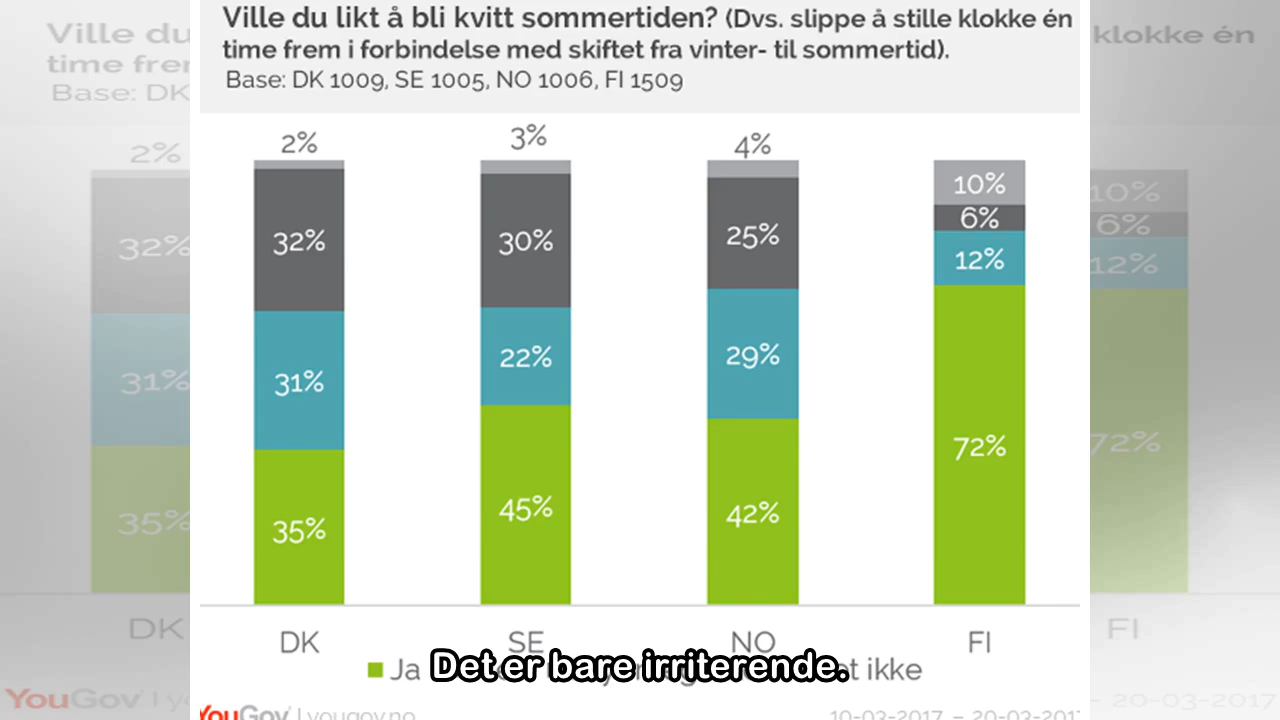 Ville du likt å bli kvitt sommertiden? (Dvs. slippe å stille klokke én
time frem i forbindelse med skiftet fra vinter- til sommertid).
Base: DK 1009, SE 1005, NO 1006, FI 1509
2% 3% 4% 10%
32% 30% 25% 6%
31% 22% 29% 12%
35% 45% 42% 72%
DK SE NO FI
Ja ikke
Det er bare irriterende.
YouGov | yougov.no 10-03-2017 – 20-03-2017